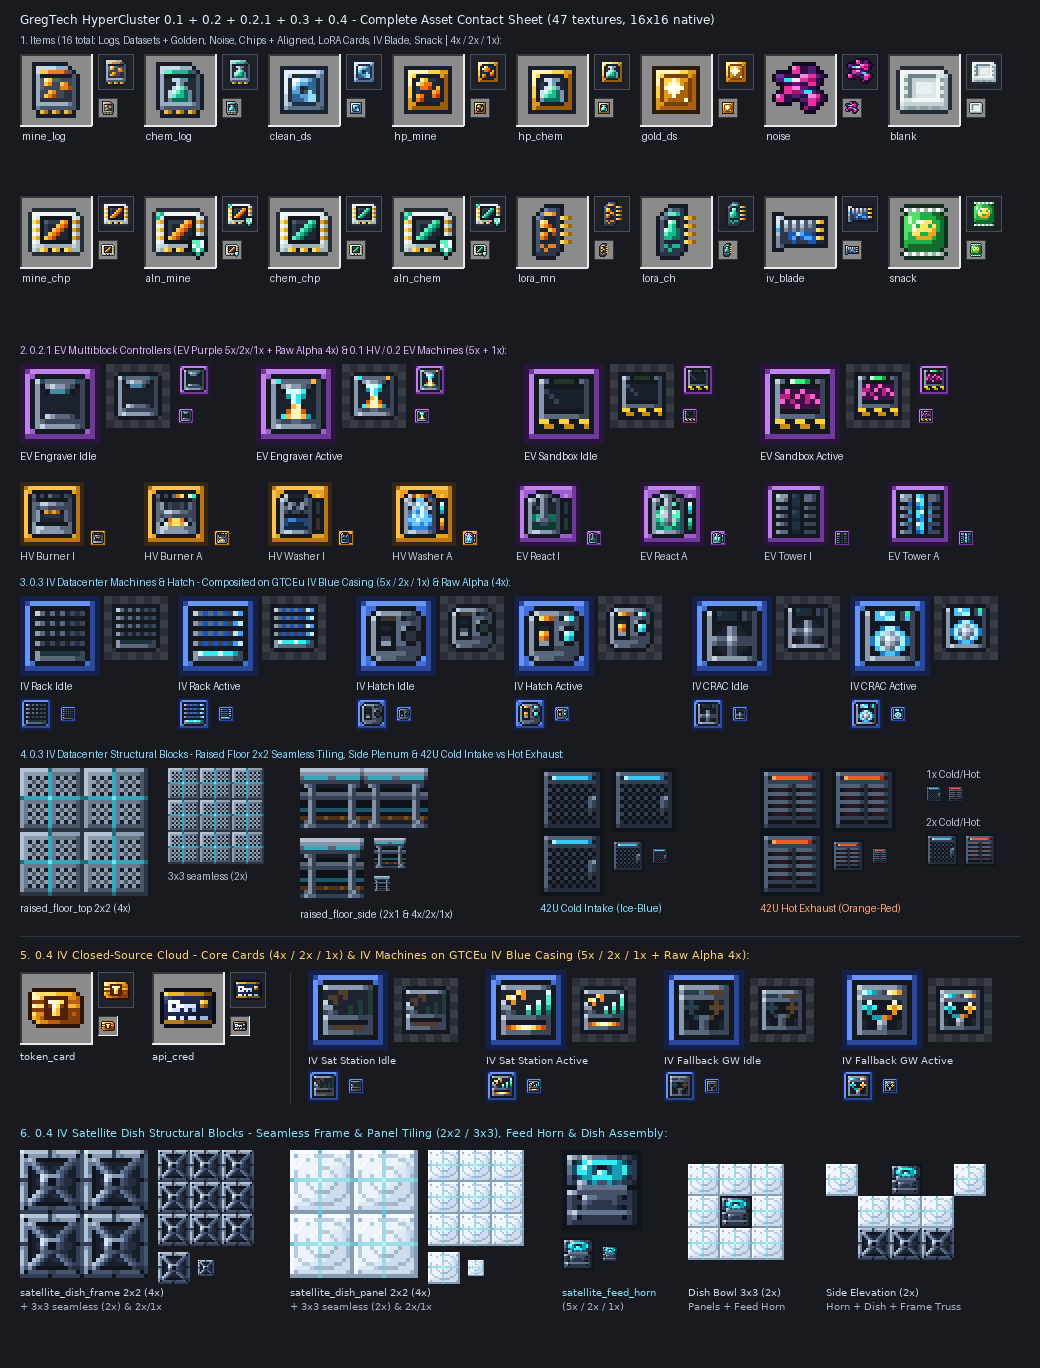 GregTech HyperCluster 0.1 + 0.2 + 0.2.1 + 0.3 + 0.4 - Complete Asset Contact Sheet (47 textures, 16x16 native)
1. Items (16 total: Logs, Datasets + Golden, Noise, Chips + Aligned, LoRA Cards, IV Blade, Snack | 4x / 2x / 1x):
mine_log chem_log clean_ds hp_mine hp_chem gold_ds noise blank
mine_chp aln_mine chem_chp aln_chem lora_mn lora_ch iv_blade snack
2. 0.2.1 EV Multiblock Controllers (EV Purple 5x/2x/1x + Raw Alpha 4x) & 0.1 HV / 0.2 EV Machines (5x + 1x):
EV Engraver Idle EV Engraver Active EV Sandbox Idle EV Sandbox Active
HV Burner I HV Burner A HV Washer I HV Washer A EV React I EV React A EV Tower I EV Tower A
3. 0.3 IV Datacenter Machines & Hatch - Composited on GTCEu IV Blue Casing (5x / 2x / 1x) & Raw Alpha (4x):
IV Rack Idle IV Rack Active IV Hatch Idle IV Hatch Active IV CRAC Idle IV CRAC Active
4. 0.3 IV Datacenter Structural Blocks - Raised Floor 2x2 Seamless Tiling, Side Plenum & 42U Cold Intake vs Hot Exhaust
1x Cold/Hot
2x Cold/Hot
3x3 seamless (2x)
raised_floor_top 2x2 (4x) raised_floor_side (2x1 & 4x/2x/1x) 42U Cold Intake (Ice-Blue) 42U Hot Exhaust (Orange-Red)
5. 0.4 IV Closed-Source Cloud - Core Cards (4x / 2x / 1x) & IV Machines on GTCEu IV Blue Casing (5x / 2x / 1x + Raw Alpha 4x):
token_card api_cred IV Sat Station Idle IV Sat Station Active IV Fallback GW Idle IV Fallback GW Active
6. 0.4 IV Satellite Dish Structural Blocks - Seamless Frame & Panel Tiling (2x2 / 3x3), Feed Horn & Dish Assembly:
satellite_dish_frame 2x2 (4x) satellite_dish_panel 2x2 (4x) satellite_feed_horn Dish Bowl 3x3 (2x) Side Elevation (2x)
+ 3x3 seamless (2x) & 2x/1x + 3x3 seamless (2x) & 2x/1x (5x / 2x / 1x) Panels + Feed Horn Horn + Dish + Frame Truss